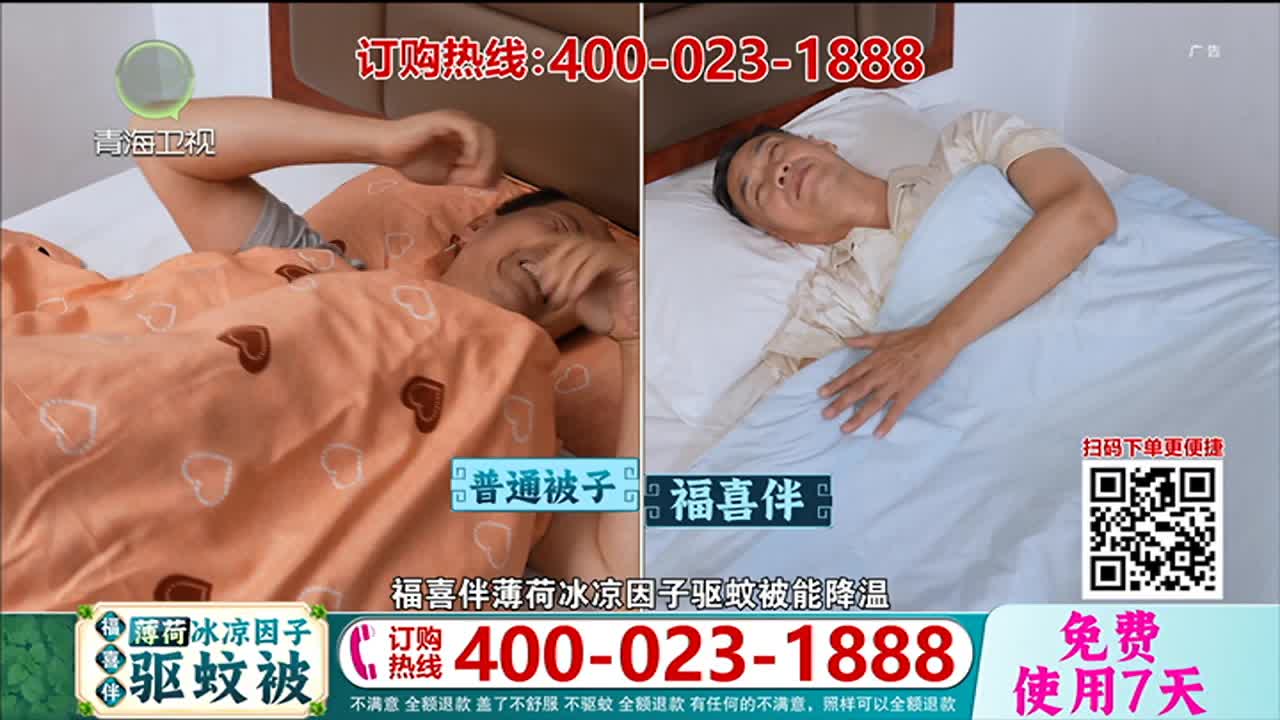 订购热线:400-023-1888
广告
青海卫视
扫码下单更便捷
普通被子
福喜伴
福喜伴薄荷冰凉因子驱蚊被能降温
福喜伴
薄荷冰凉因子
驱蚊被
订购热线
400-023-1888
不满意 全额退款 盖了不舒服 不驱蚊 全额退款 有任何的不满意，照样可以全额退款
免费
使用7天